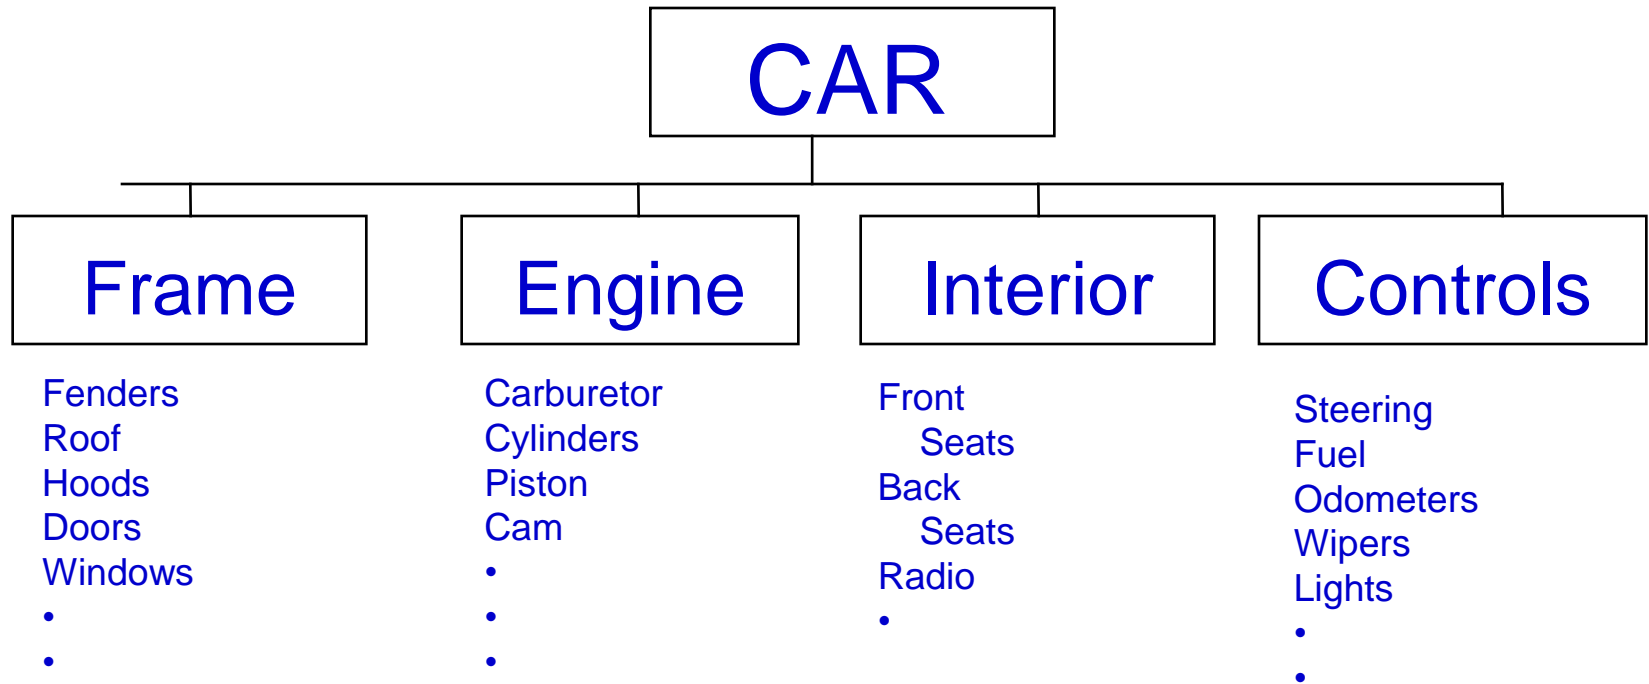 CAR
Frame
Engine
Interior
Controls
Fenders
Roof
Hoods
Doors
Windows
•
•
Carburetor
Cylinders
Piston
Cam
•
•
•
Front
Seats
Back
Seats
Radio
•
Steering
Fuel
Odometers
Wipers
Lights
•
•